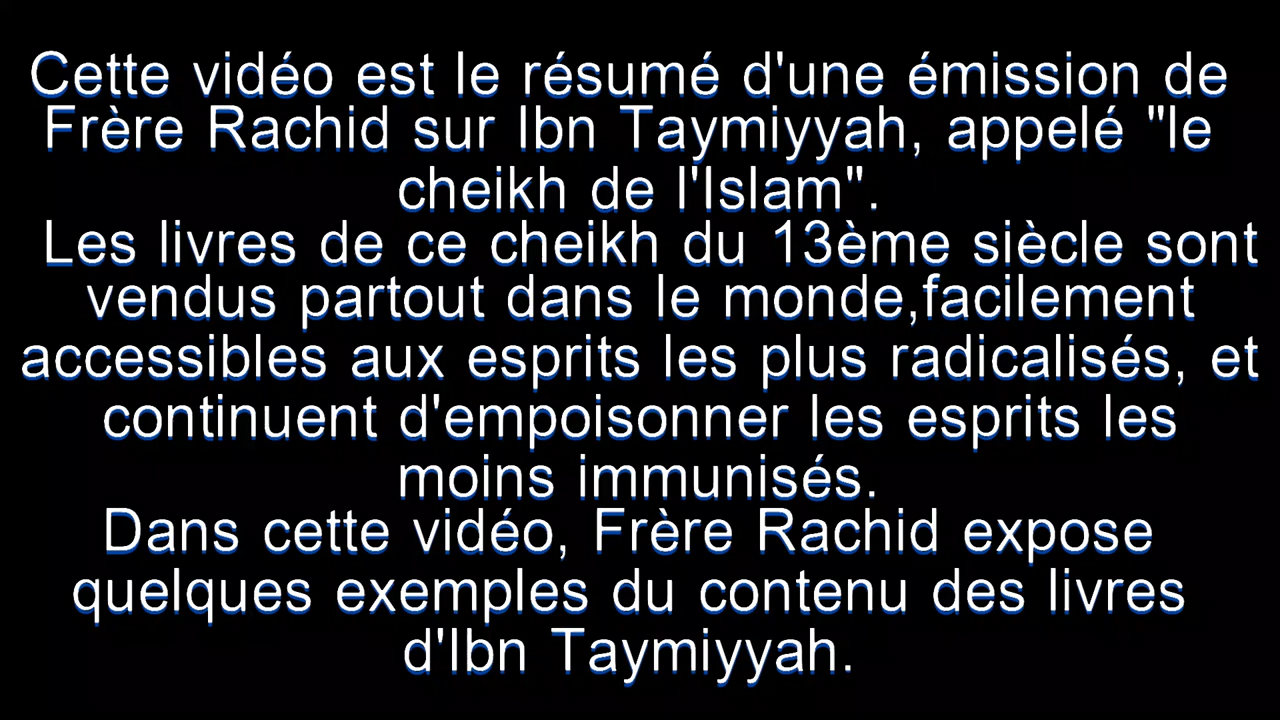 Cette vidéo est le résumé d'une émission de
Frère Rachid sur Ibn Taymiyyah, appelé "le
cheikh de l'Islam".
Les livres de ce cheikh du 13ème siècle sont
vendus partout dans le monde,facilement
accessibles aux esprits les plus radicalisés, et
continuent d'empoisonner les esprits les
moins immunisés.
Dans cette vidéo, Frère Rachid expose
quelques exemples du contenu des livres
d'Ibn Taymiyyah.